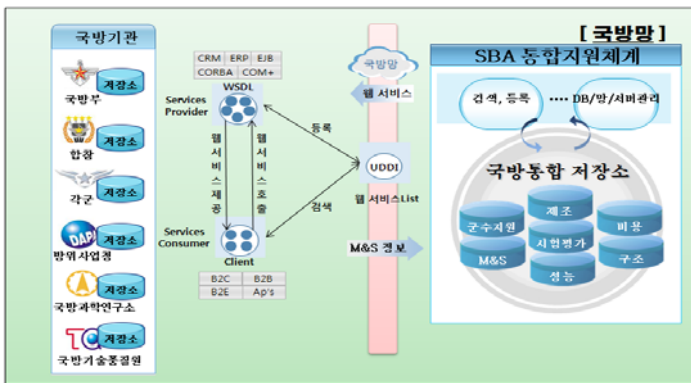 국방기관
국방부
저장소
합참
저장소
각군
저장소
DAPA
방위사업청
저장소
국방과학연구소
저장소
국방기술품질원
저장소
CRM ERP EJB
CORBA COM+
WSDL
Services
Provider
웹서비스제공
웹서비스호출
등록
검색
Services
Consumer
Client
B2C B2B
B2E Ap's
국방망
웹 서비스
UDDI
웹 서비스List
M&S 정보
[ 국방망 ]
SBA 통합지원체계
검색, 등록 .... DB/망/서버관리
국방통합 저장소
군수지원
제조
비용
시험평가
M&S
구조
성능